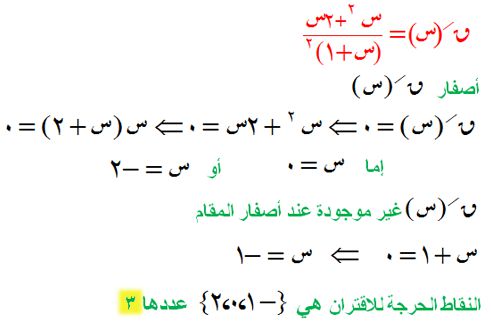 ق′(س) = (س^٢ + ٢س) / (س + ١)^٢
أصفار ق′(س)
ق′(س) = ٠ ⇐ س^٢ + ٢س = ٠ ⇐ س(س + ٢) = ٠
إما س = ٠ أو س = –٢
ق′(س) غير موجودة عند أصفار المقام
س + ١ = ٠ ⇐ س = –١
النقاط الحرجة للاقتران هي {–٢،٠،١} عددها ٣